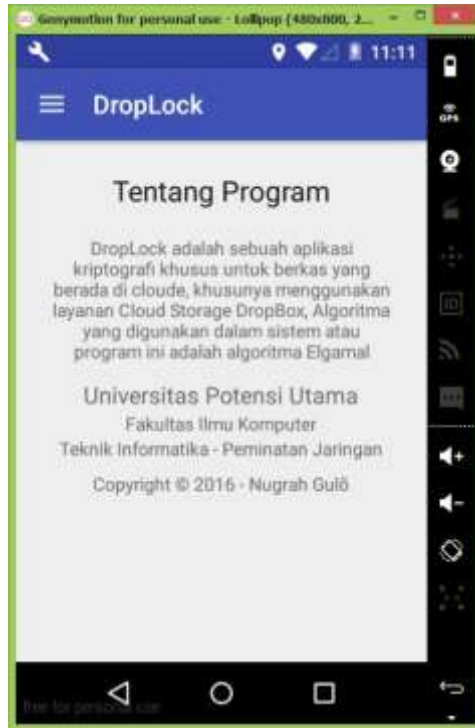 Genymotion for personal use - Lollipop (480x800, 2...
11:11
DropLock
GPS
Tentang Program
DropLock adalah sebuah aplikasi
kriptografi khusus untuk berkas yang
berada di cloude, khusunya menggunakan
layanan Cloud Storage DropBox, Algoritma
yang digunakan dalam sistem atau
program ini adalah algoritma Elgamal
ID
Universitas Potensi Utama
Fakultas Ilmu Komputer
Teknik Informatika - Peminatan Jaringan
Copyright © 2016 - Nugrah Gulö
free for personal use